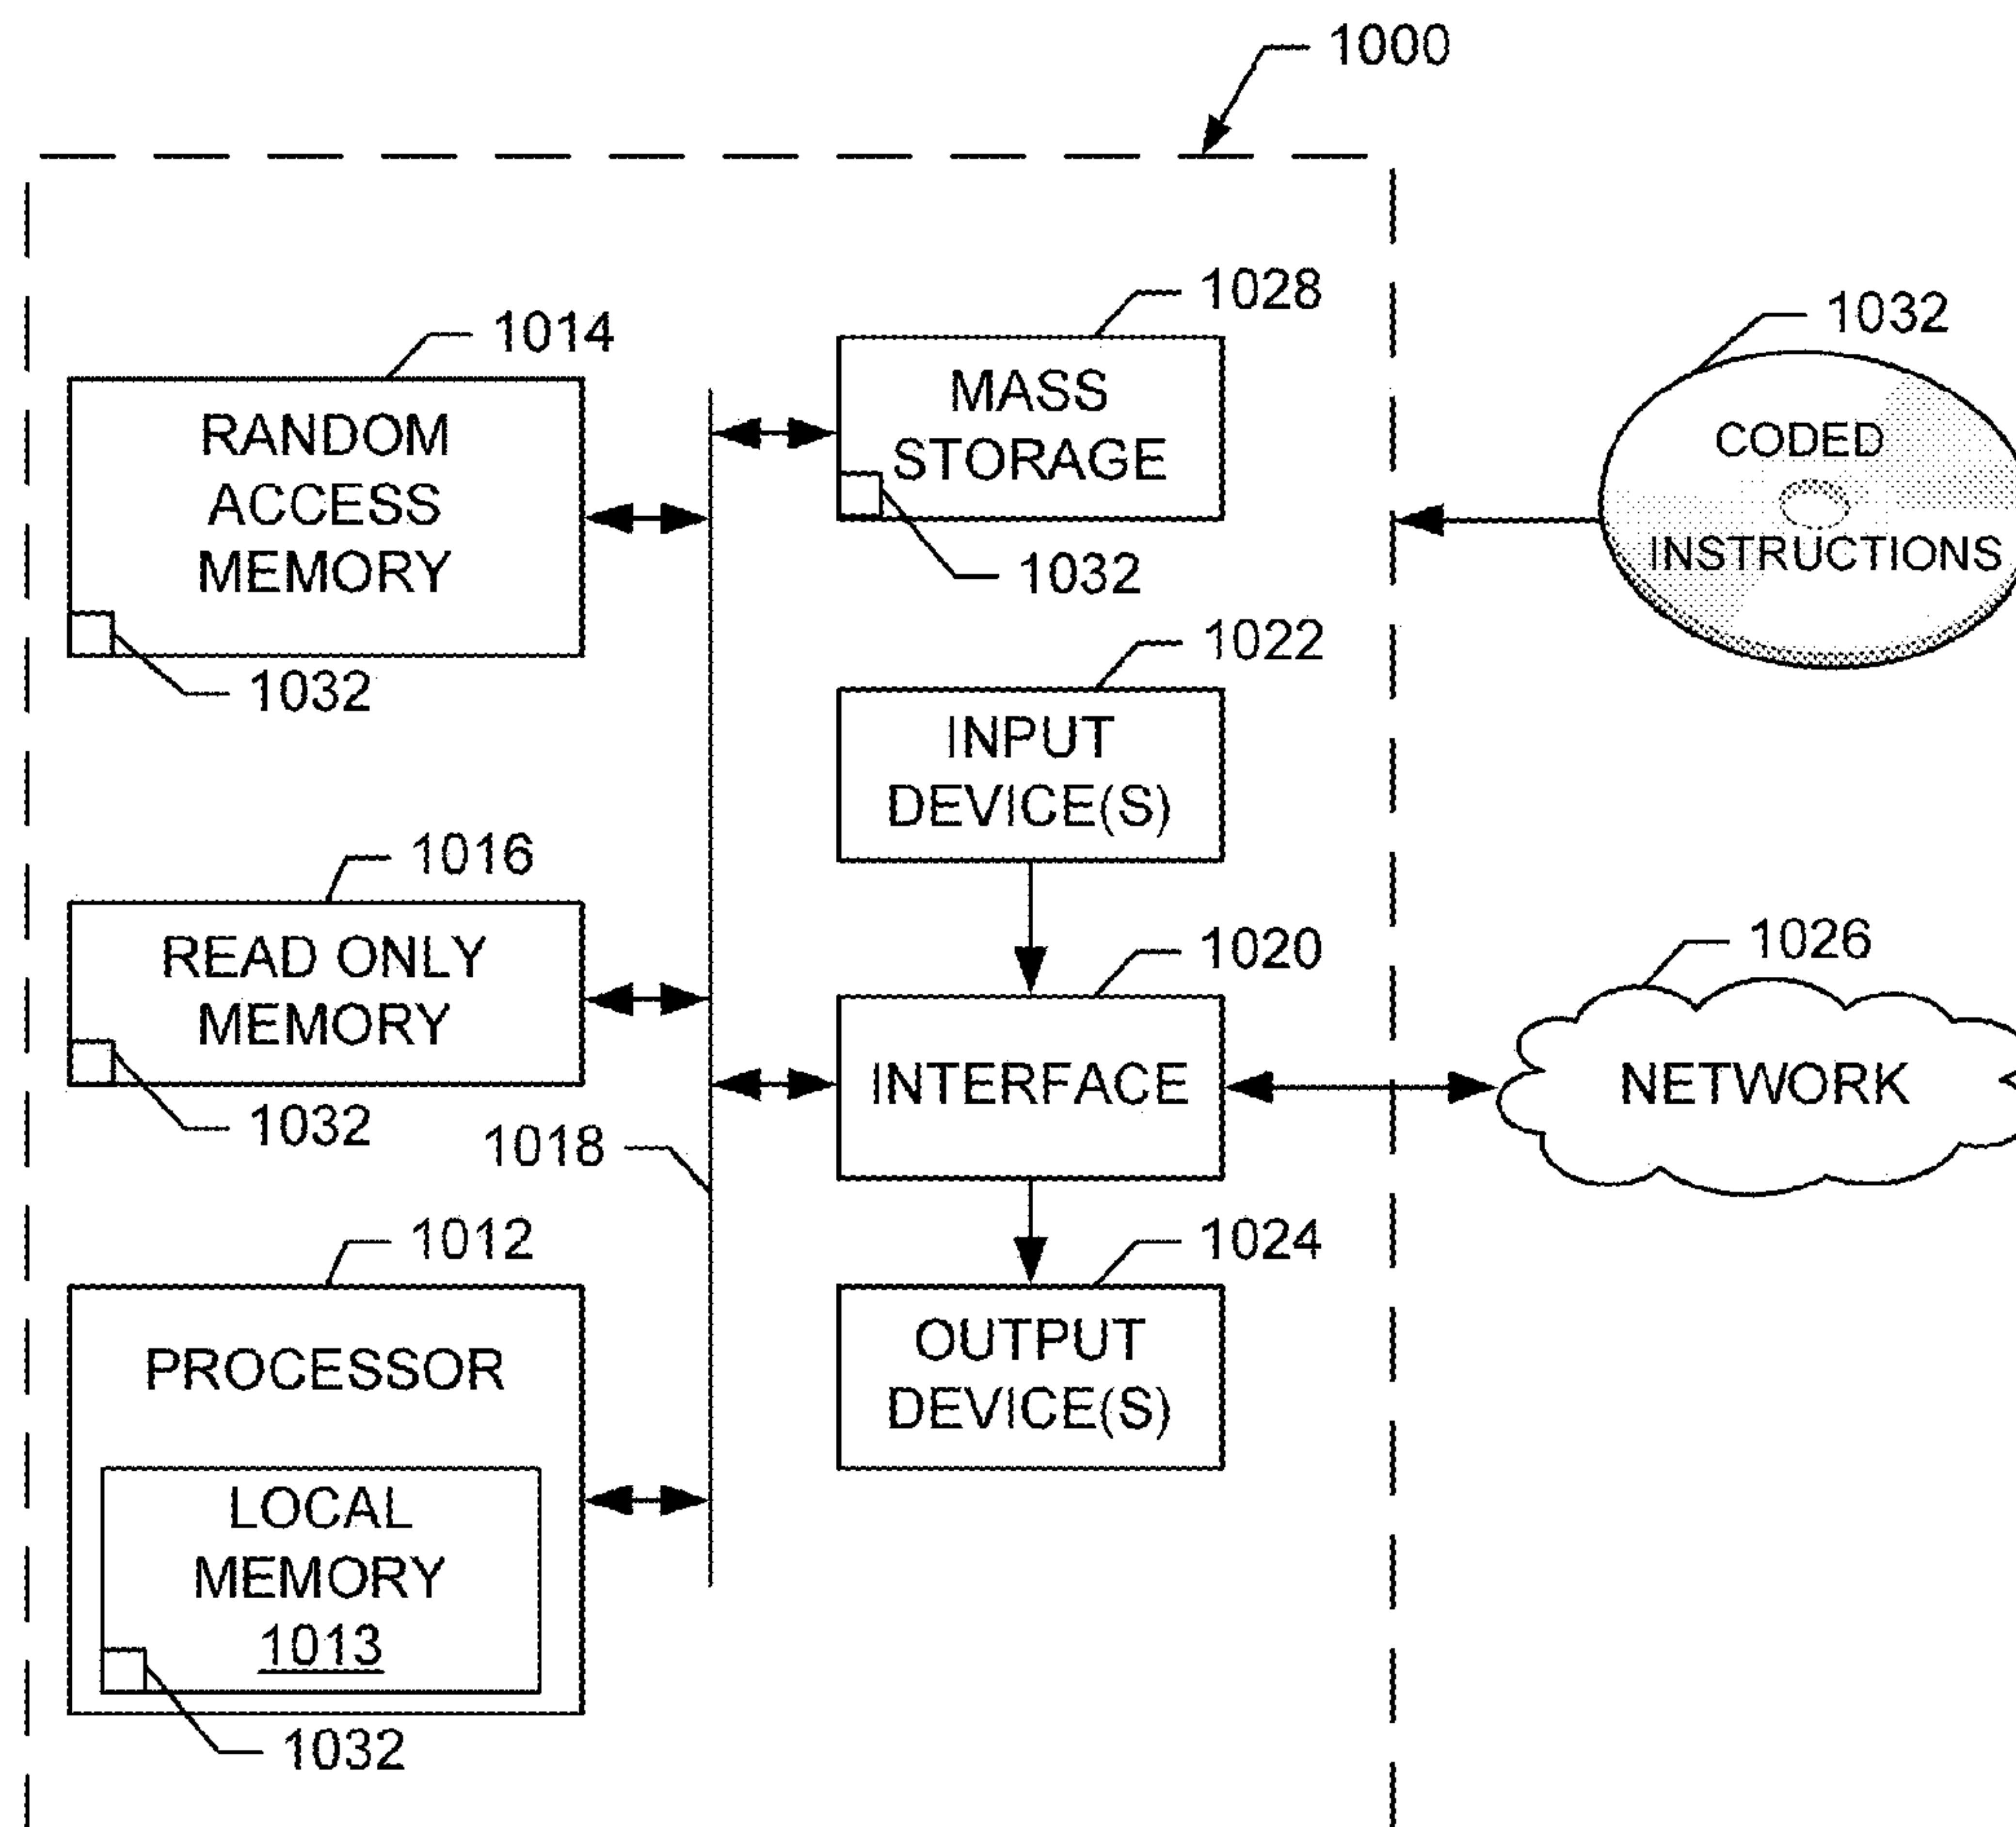 1000
1014
RANDOM
ACCESS
MEMORY
1032
1028
MASS
STORAGE
1032
1032
CODED
INSTRUCTIONS
1022
INPUT
DEVICE(S)
1016
READ ONLY
MEMORY
1032
1018
1020
INTERFACE
1026
NETWORK
1012
PROCESSOR
LOCAL
MEMORY
1013
1032
1024
OUTPUT
DEVICE(S)